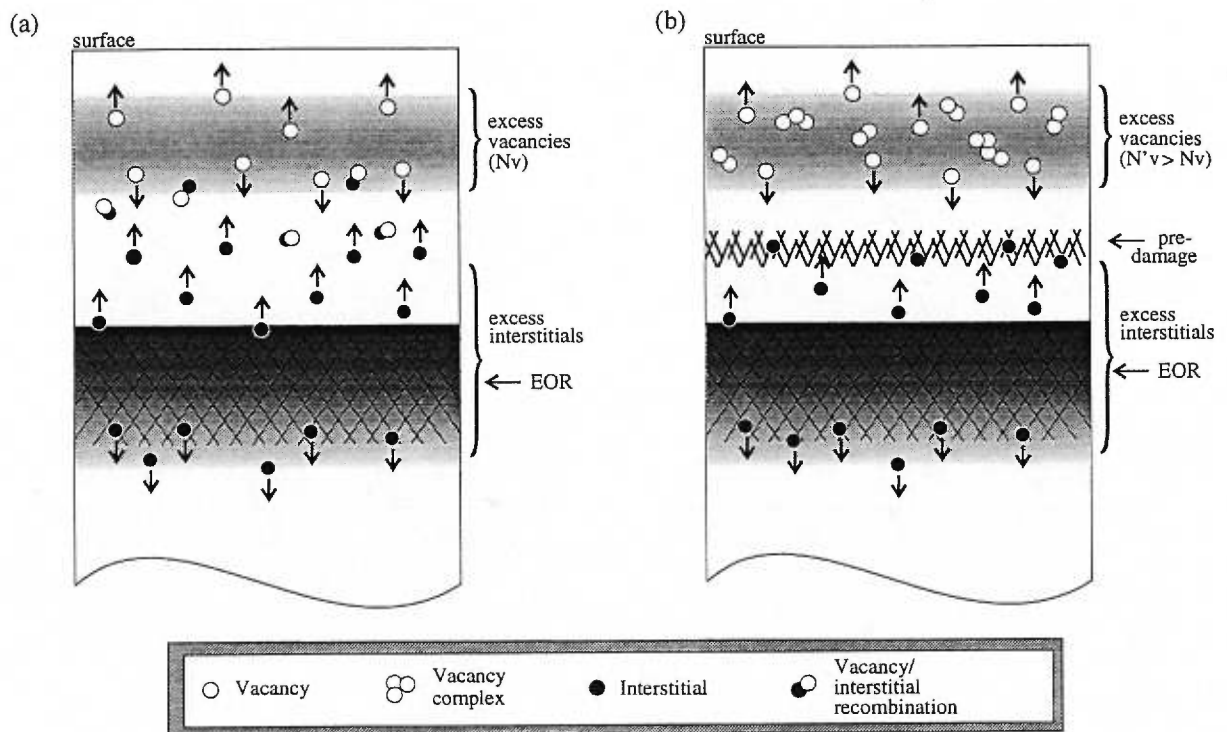 (a)
surface
excess
vacancies
(Nv)
excess
interstitials
EOR
(b)
surface
excess
vacancies
(N'v > Nv)
pre-
damage
excess
interstitials
EOR
Vacancy
Vacancy
complex
Interstitial
Vacancy/
interstitial
recombination